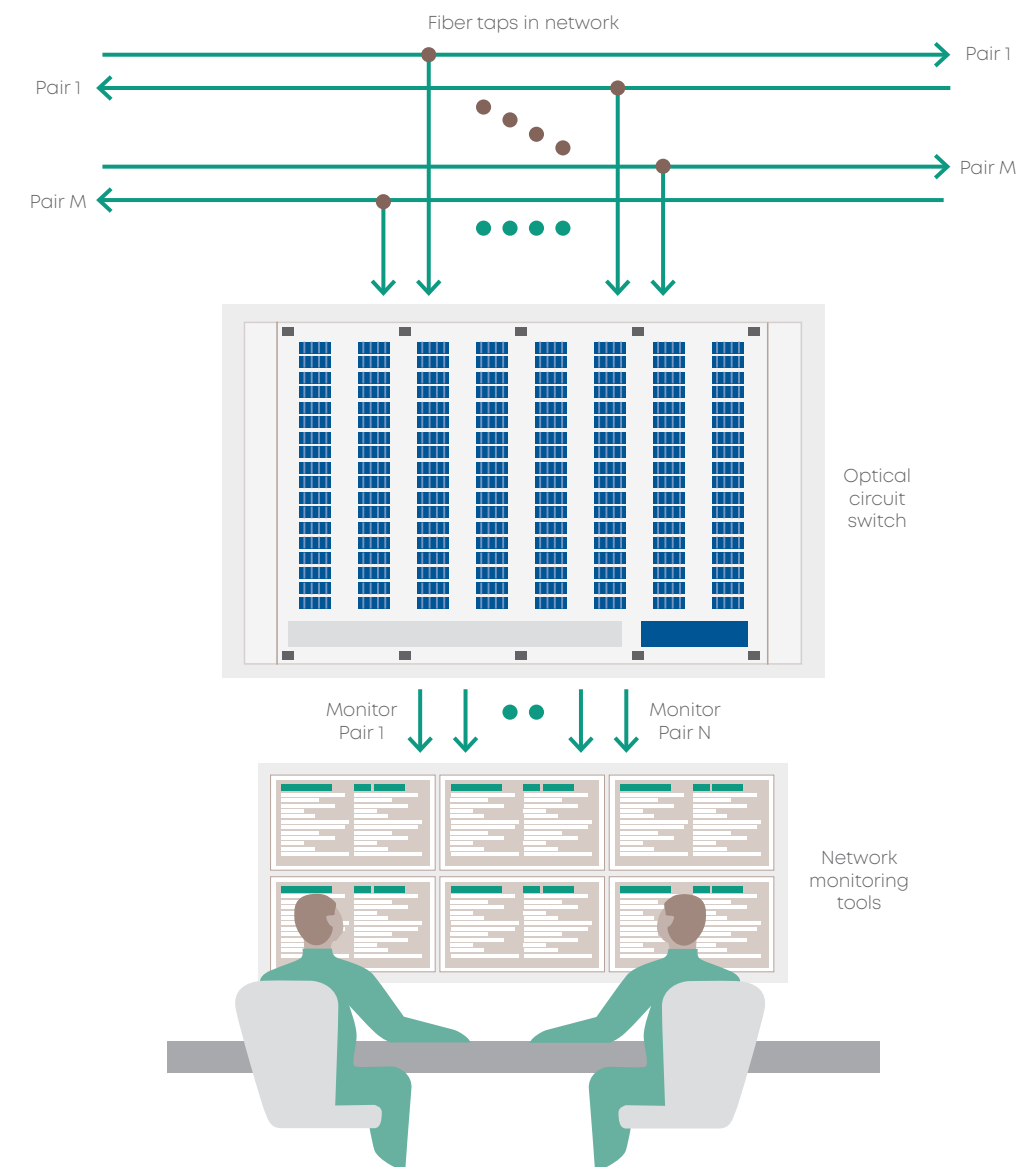 Fiber taps in network
Pair 1
Pair 1
Pair M
Pair M
Optical
circuit
switch
Monitor
Pair 1
Monitor
Pair N
Network
monitoring
tools